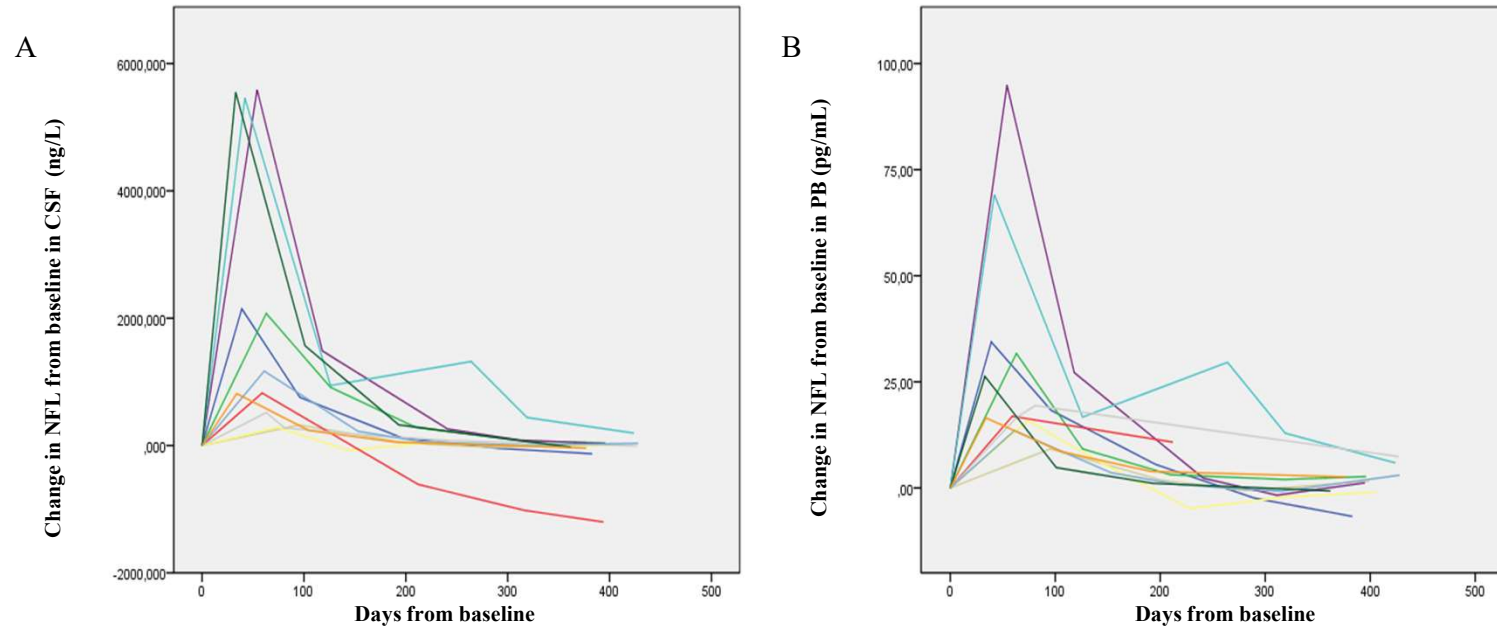 A
Change in NFL from baseline in CSF (ng/L)
6000,000
4000,000
2000,000
,000
-2000,000
0 100 200 300 400 500
Days from baseline
B
Change in NFL from baseline in PB (pg/mL)
100,00
75,00
50,00
25,00
,00
0 100 200 300 400 500
Days from baseline